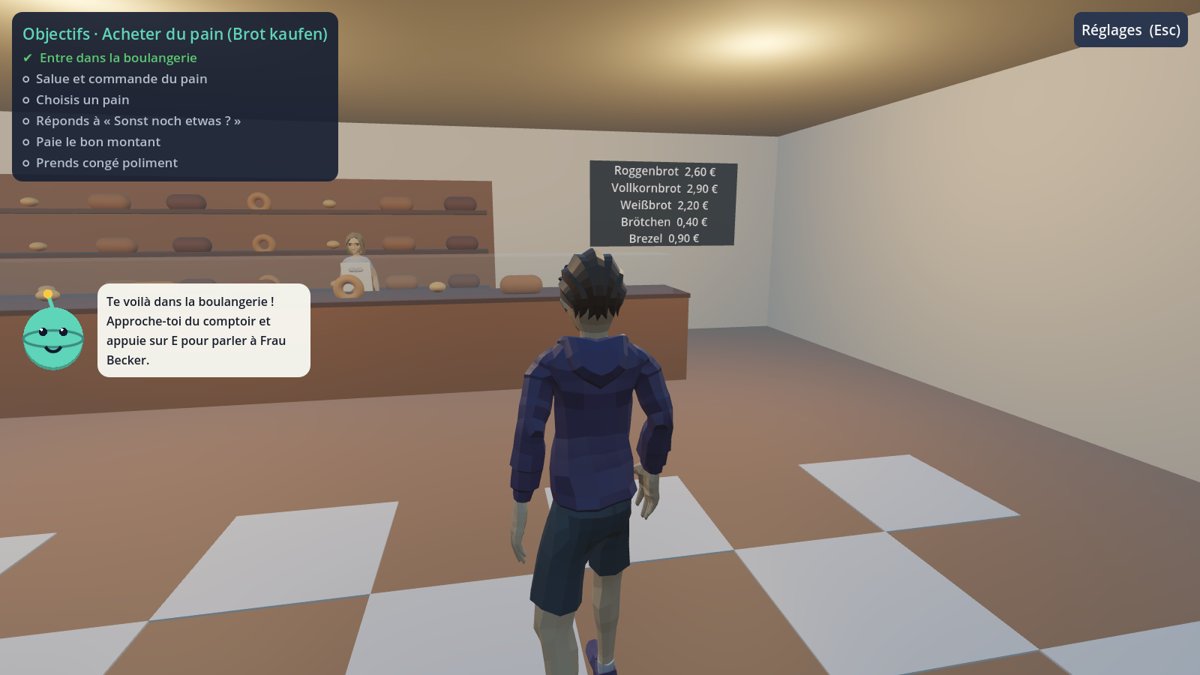 Objectifs · Acheter du pain (Brot kaufen)
✔ Entre dans la boulangerie
Salue et commande du pain
Choisis un pain
Réponds à « Sonst noch etwas ? »
Paie le bon montant
Prends congé poliment
Réglages (Esc)
Roggenbrot 2,60 €
Vollkornbrot 2,90 €
Weißbrot 2,20 €
Brötchen 0,40 €
Brezel 0,90 €
Te voilà dans la boulangerie !
Approche-toi du comptoir et
appuie sur E pour parler à Frau
Becker.